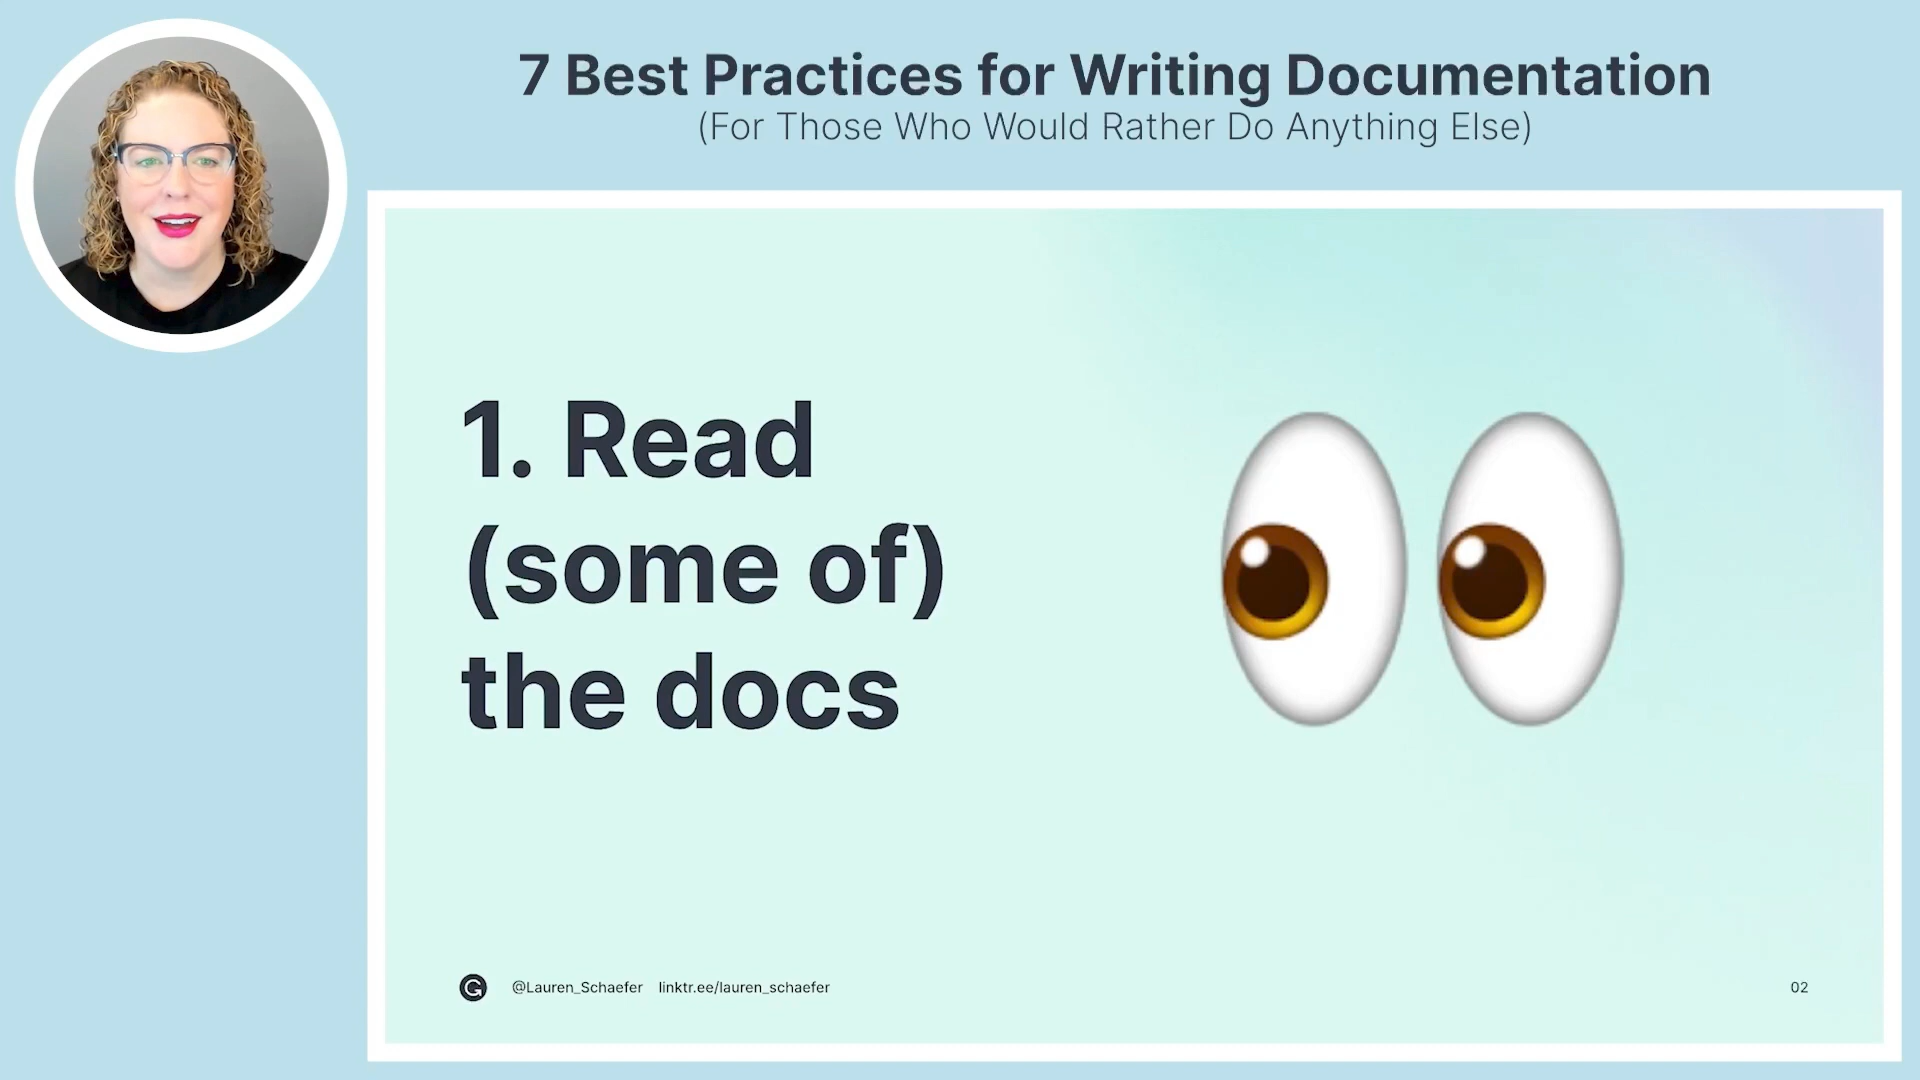 7 Best Practices for Writing Documentation
(For Those Who Would Rather Do Anything Else)
1. Read
(some of)
the docs
@Lauren_Schaefer linktr.ee/lauren_schaefer
02